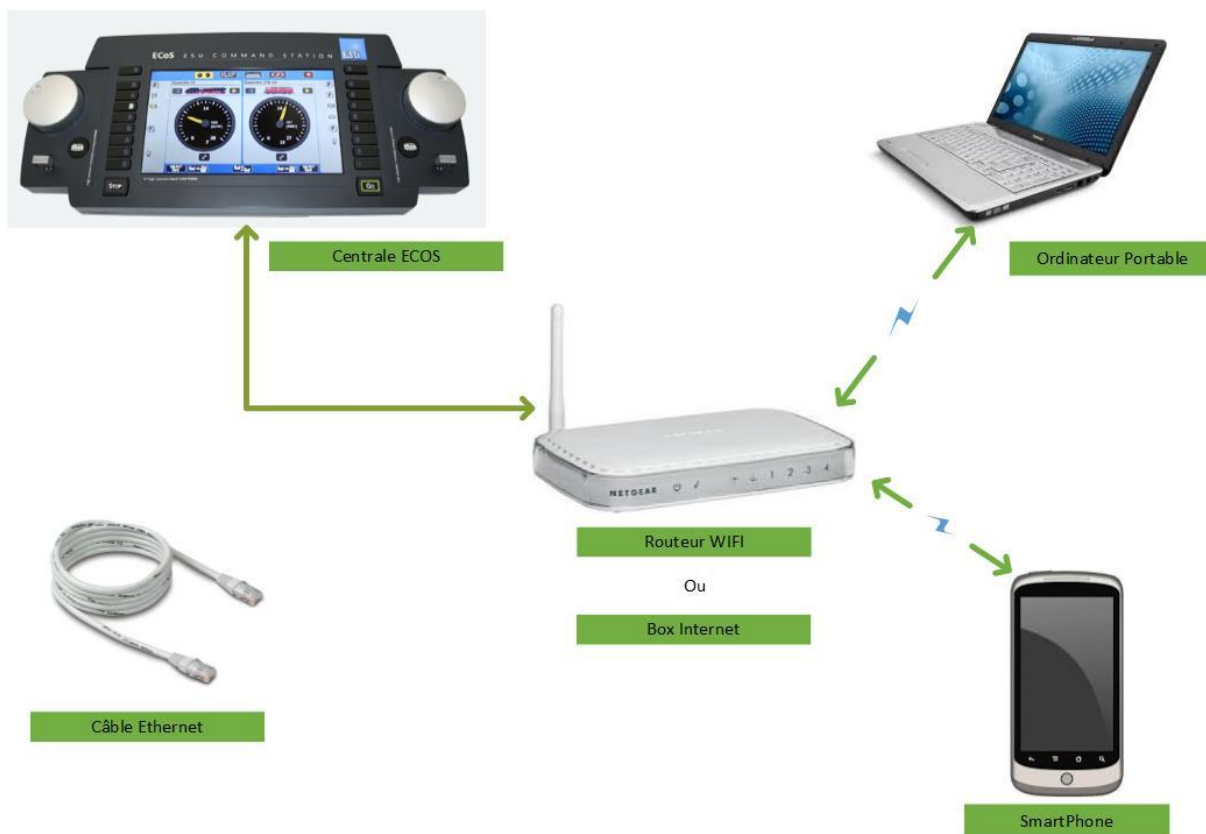 ECoS ESU COMMAND STATION
ESU
Stop
Go
Centrale ECOS
Ordinateur Portable
NETGEAR
1 2 3 4
Routeur WIFI
Ou
Box Internet
Câble Ethernet
SmartPhone